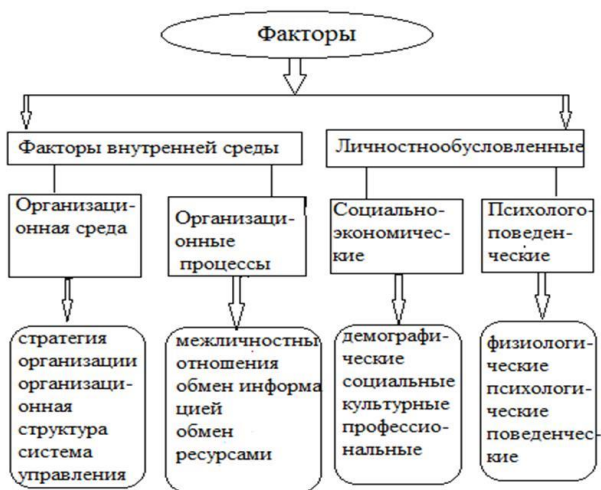 Факторы
Факторы внутренней среды
Личностнообусловленные
Организаци-
онная среда
Организаци-
онные
процессы
Социально-
экономичес-
кие
Психолого-
поведен-
ческие
стратегия
организации
организаци-
онная
структура
система
управления
межличностны
отношения
обмен информа
цией
обмен
ресурсами
демографи-
ческие
социальные
культурные
профессио-
нальные
физиологи-
ческие
психологи-
ческие
поведенчес-
кие